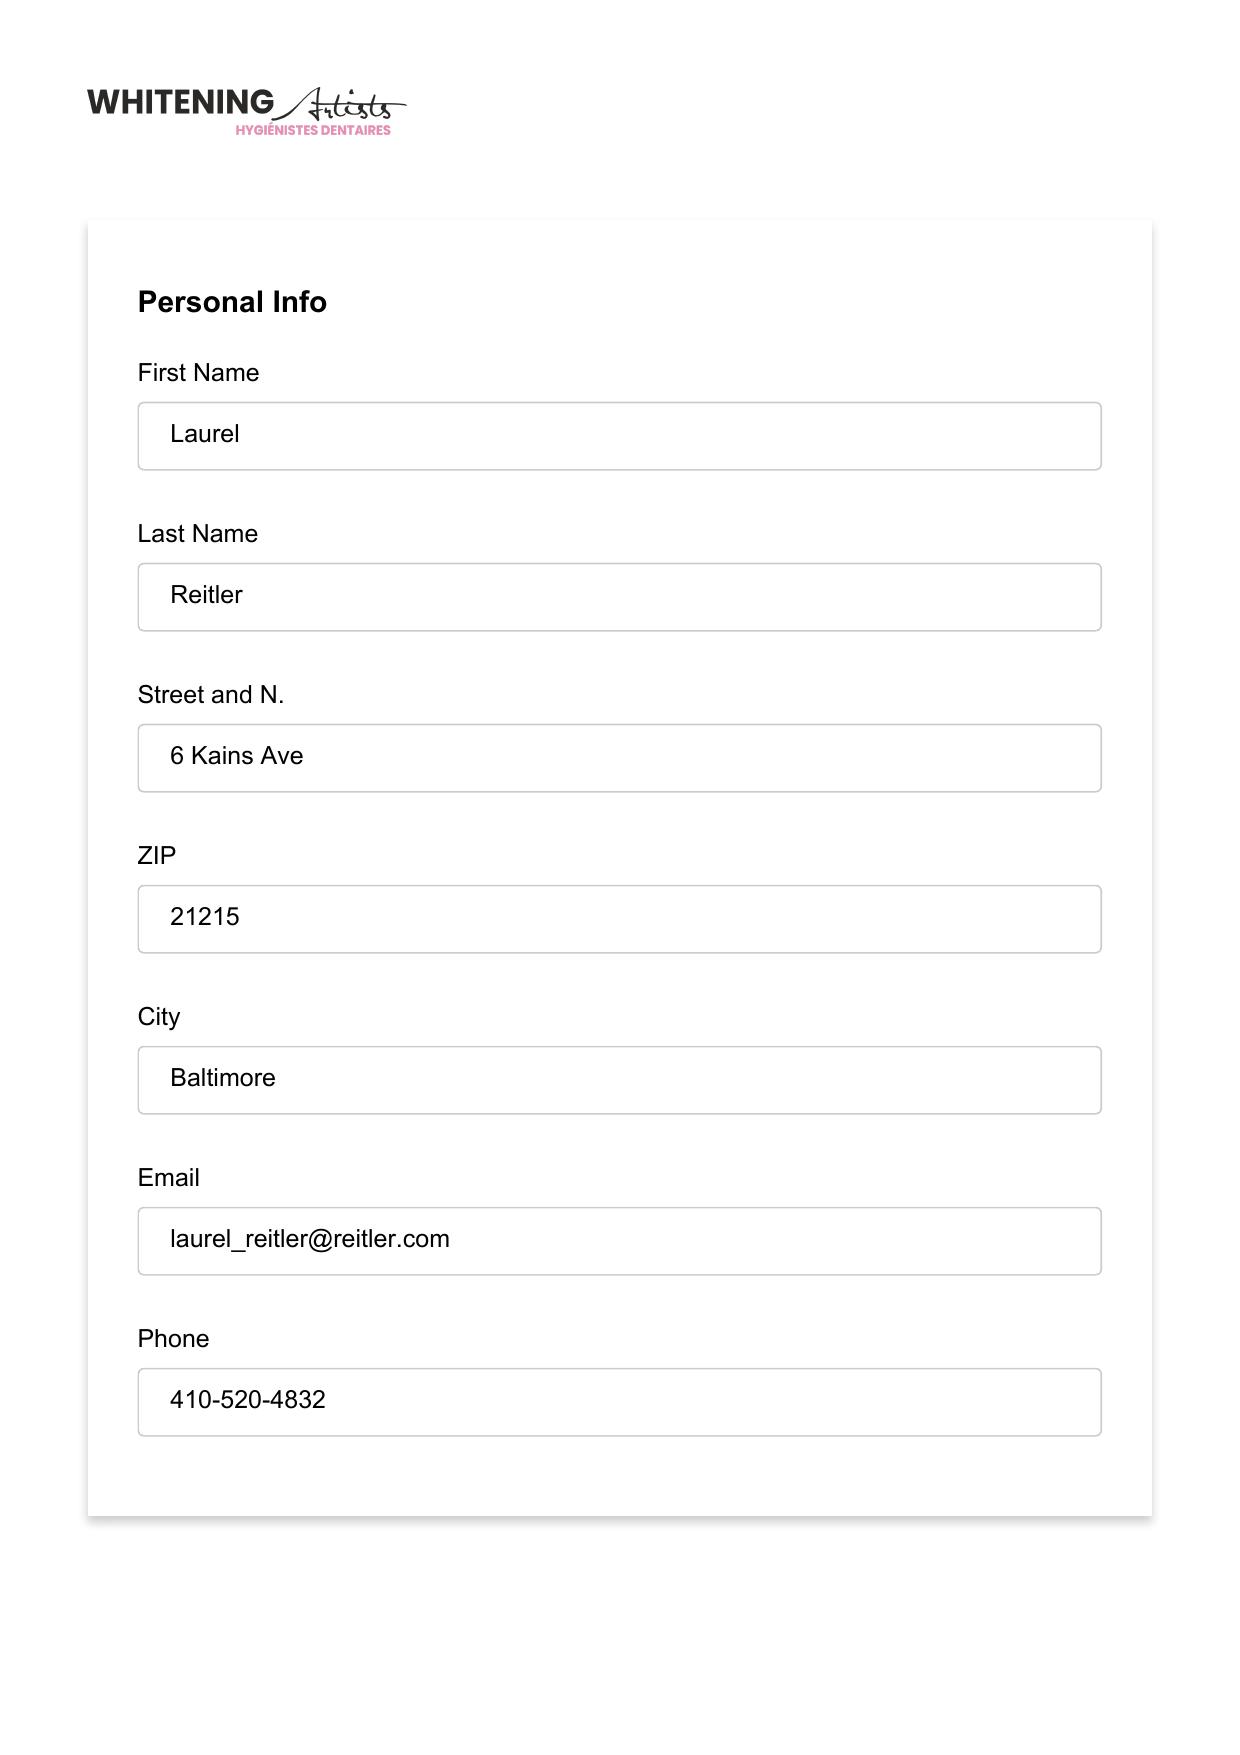 WHITENING Artists
HYGIÉNISTES DENTAIRES
Personal Info
First Name
Laurel
Last Name
Reitler
Street and N.
6 Kains Ave
ZIP
21215
City
Baltimore
Email
laurel_reitler@reitler.com
Phone
410-520-4832